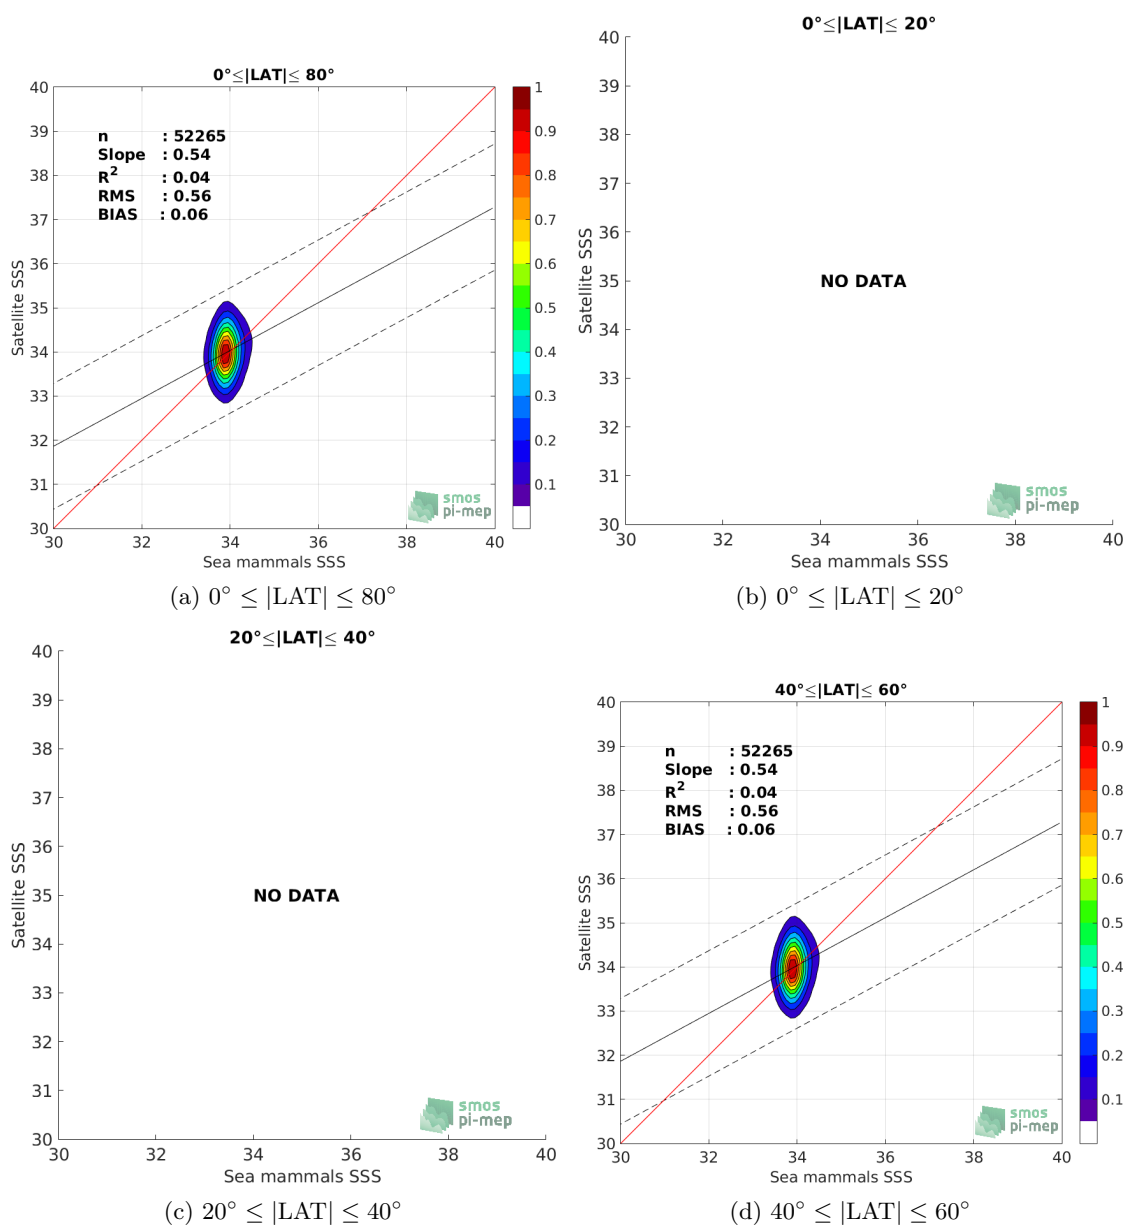 0°≤|LAT|≤ 80°
40
39
38
37
36
35
34
33
32
31
30
Satellite SSS
n : 52265
Slope : 0.54
R² : 0.04
RMS : 0.56
BIAS : 0.06
smos
pi-mep
30 32 34 36 38 40
Sea mammals SSS
1
0.9
0.8
0.7
0.6
0.5
0.4
0.3
0.2
0.1
(a) 0° ≤ |LAT| ≤ 80°
0°≤|LAT|≤ 20°
40
39
38
37
36
35
34
33
32
31
30
Satellite SSS
NO DATA
smos
pi-mep
30 32 34 36 38 40
Sea mammals SSS
(b) 0° ≤ |LAT| ≤ 20°
20°≤|LAT|≤ 40°
40
39
38
37
36
35
34
33
32
31
30
Satellite SSS
NO DATA
smos
pi-mep
30 32 34 36 38 40
Sea mammals SSS
(c) 20° ≤ |LAT| ≤ 40°
40°≤|LAT|≤ 60°
40
39
38
37
36
35
34
33
32
31
30
Satellite SSS
n : 52265
Slope : 0.54
R² : 0.04
RMS : 0.56
BIAS : 0.06
smos
pi-mep
30 32 34 36 38 40
Sea mammals SSS
1
0.9
0.8
0.7
0.6
0.5
0.4
0.3
0.2
0.1
(d) 40° ≤ |LAT| ≤ 60°